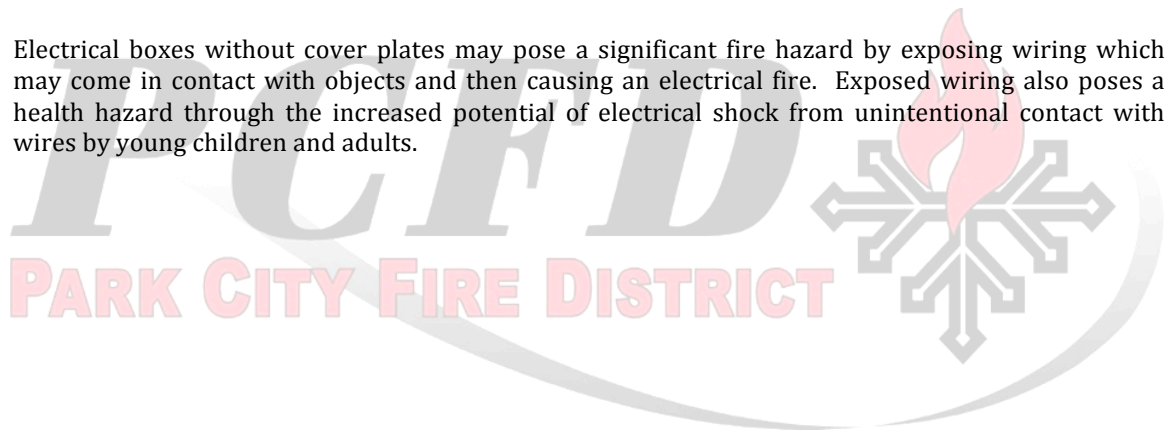 Electrical boxes without cover plates may pose a significant fire hazard by exposing wiring which
may come in contact with objects and then causing an electrical fire. Exposed wiring also poses a
health hazard through the increased potential of electrical shock from unintentional contact with
wires by young children and adults.
PCFD
PARK CITY FIRE DISTRICT